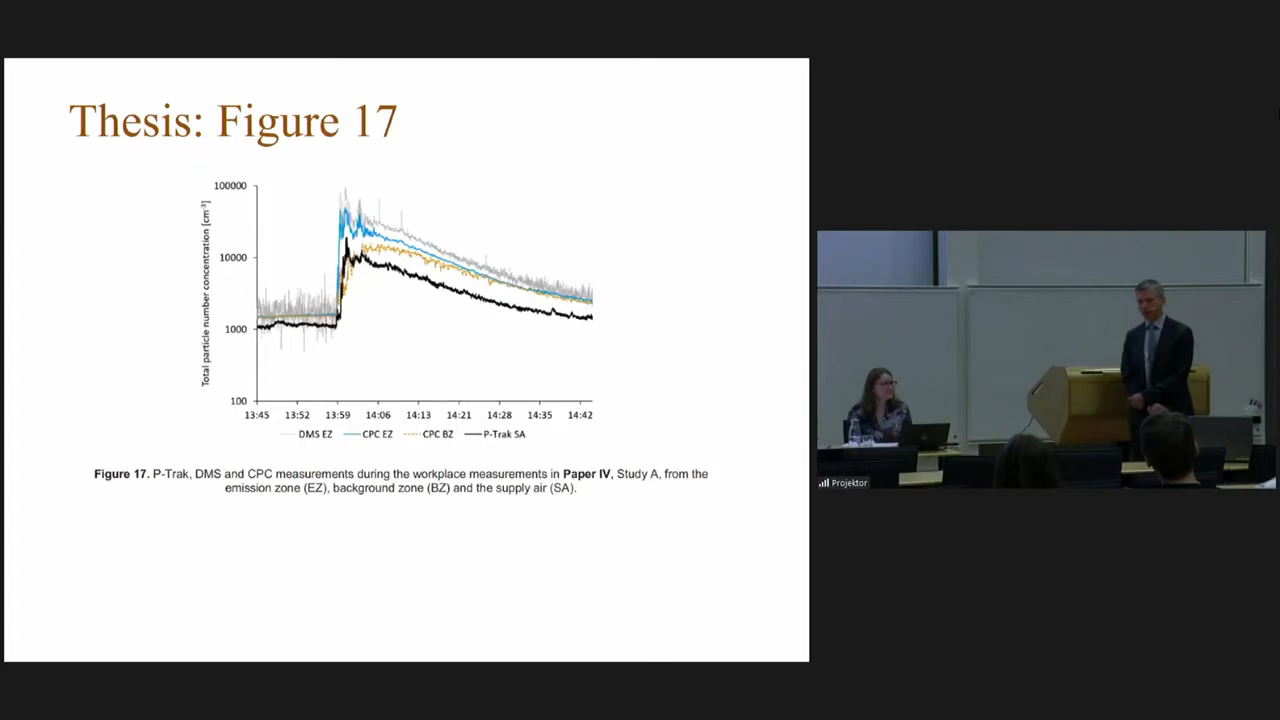 Thesis: Figure 17
Total particle number concentration [cm-3]
100000
10000
1000
100
13:45 13:52 13:59 14:06 14:13 14:21 14:28 14:35 14:42
DMS EZ CPC EZ CPC BZ P-Trak SA
Figure 17. P-Trak, DMS and CPC measurements during the workplace measurements in Paper IV, Study A, from the
emission zone (EZ), background zone (BZ) and the supply air (SA).
Projektor